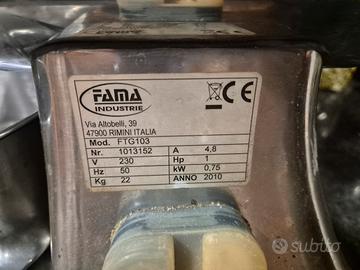 FAMA
INDUSTRIE
CE
Via Altobelli, 39
47900 RIMINI ITALIA
Mod. FTG103
Nr. 1013152 A 4,8
V 230 Hp 1
Hz 50 kW 0,75
Kg 22 ANNO 2010
subito